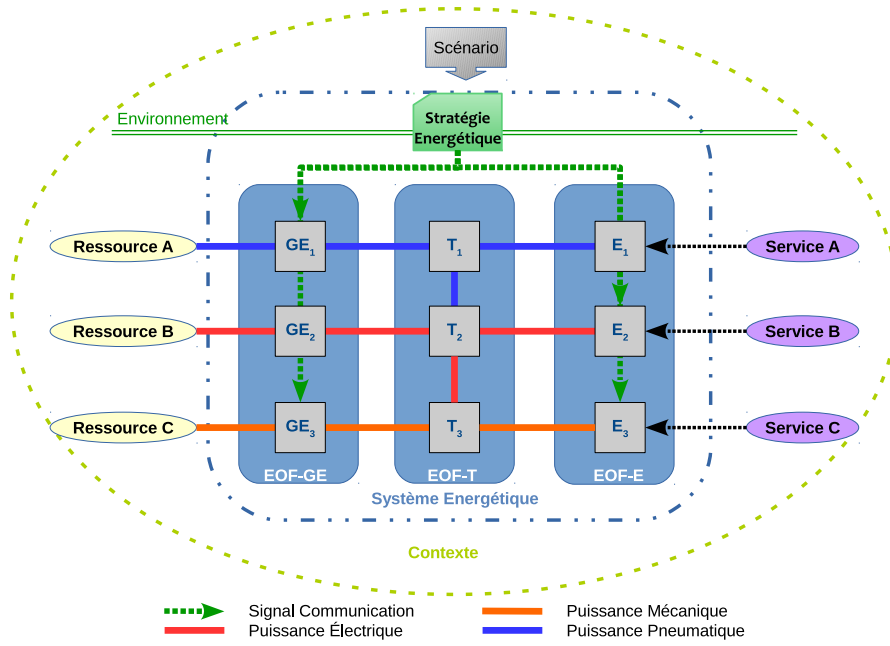 Scénario
Environnement
Stratégie
Energétique
Ressource A
GE1
T1
E1
Service A
Ressource B
GE2
T2
E2
Service B
Ressource C
GE3
T3
E3
Service C
EOF-GE
EOF-T
EOF-E
Système Energétique
Contexte
Signal Communication
Puissance Mécanique
Puissance Électrique
Puissance Pneumatique